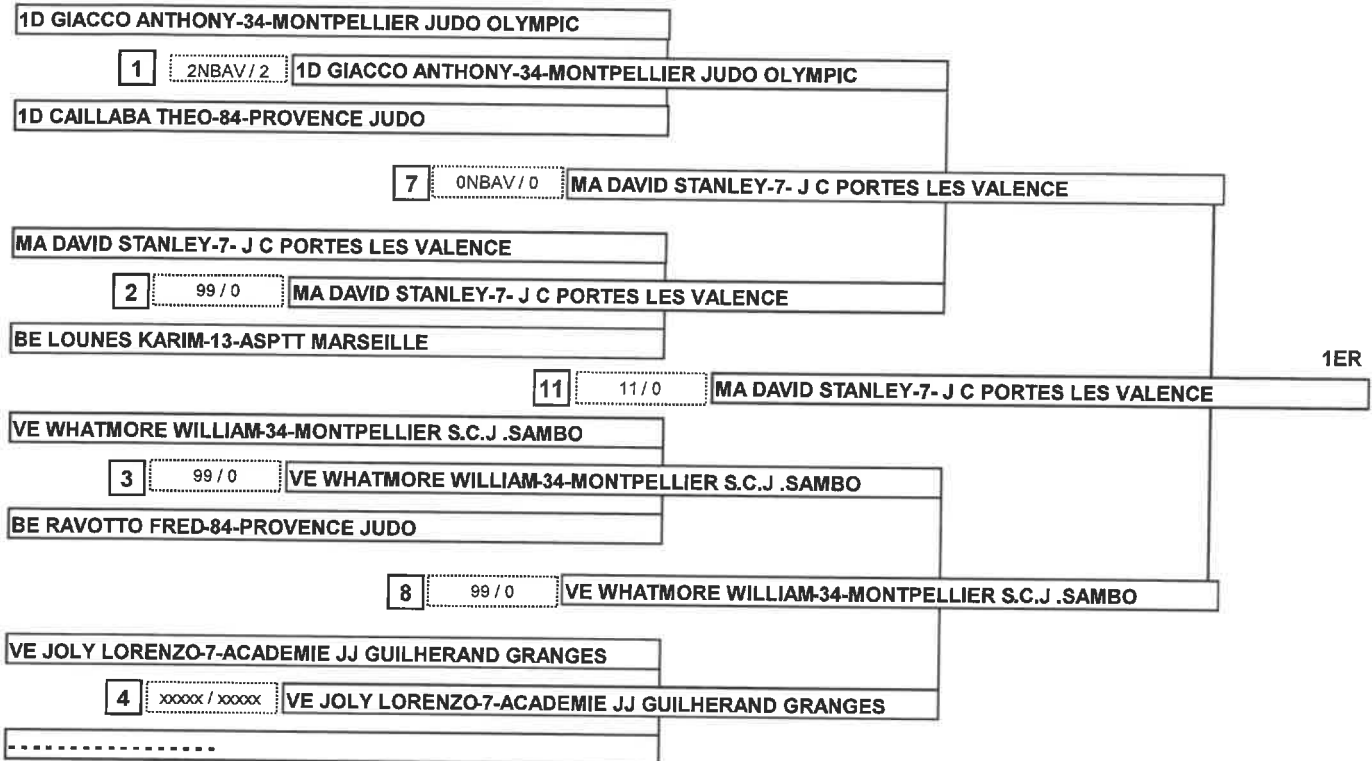 1D GIACCO ANTHONY-34-MONTPELLIER JUDO OLYMPIC
1 2NBAV / 2 1D GIACCO ANTHONY-34-MONTPELLIER JUDO OLYMPIC
1D CAILLABA THEO-84-PROVENCE JUDO
7 0NBAV / 0 MA DAVID STANLEY-7- J C PORTES LES VALENCE
MA DAVID STANLEY-7- J C PORTES LES VALENCE
2 99 / 0 MA DAVID STANLEY-7- J C PORTES LES VALENCE
BE LOUNES KARIM-13-ASPTT MARSEILLE
1ER
11 11 / 0 MA DAVID STANLEY-7- J C PORTES LES VALENCE
VE WHATMORE WILLIAM-34-MONTPELLIER S.C.J .SAMBO
3 99 / 0 VE WHATMORE WILLIAM-34-MONTPELLIER S.C.J .SAMBO
BE RAVOTTO FRED-84-PROVENCE JUDO
8 99 / 0 VE WHATMORE WILLIAM-34-MONTPELLIER S.C.J .SAMBO
VE JOLY LORENZO-7-ACADEMIE JJ GUILHERAND GRANGES
4 xxxxx / xxxxx VE JOLY LORENZO-7-ACADEMIE JJ GUILHERAND GRANGES
- - - - - - - - - - - - - - - - -